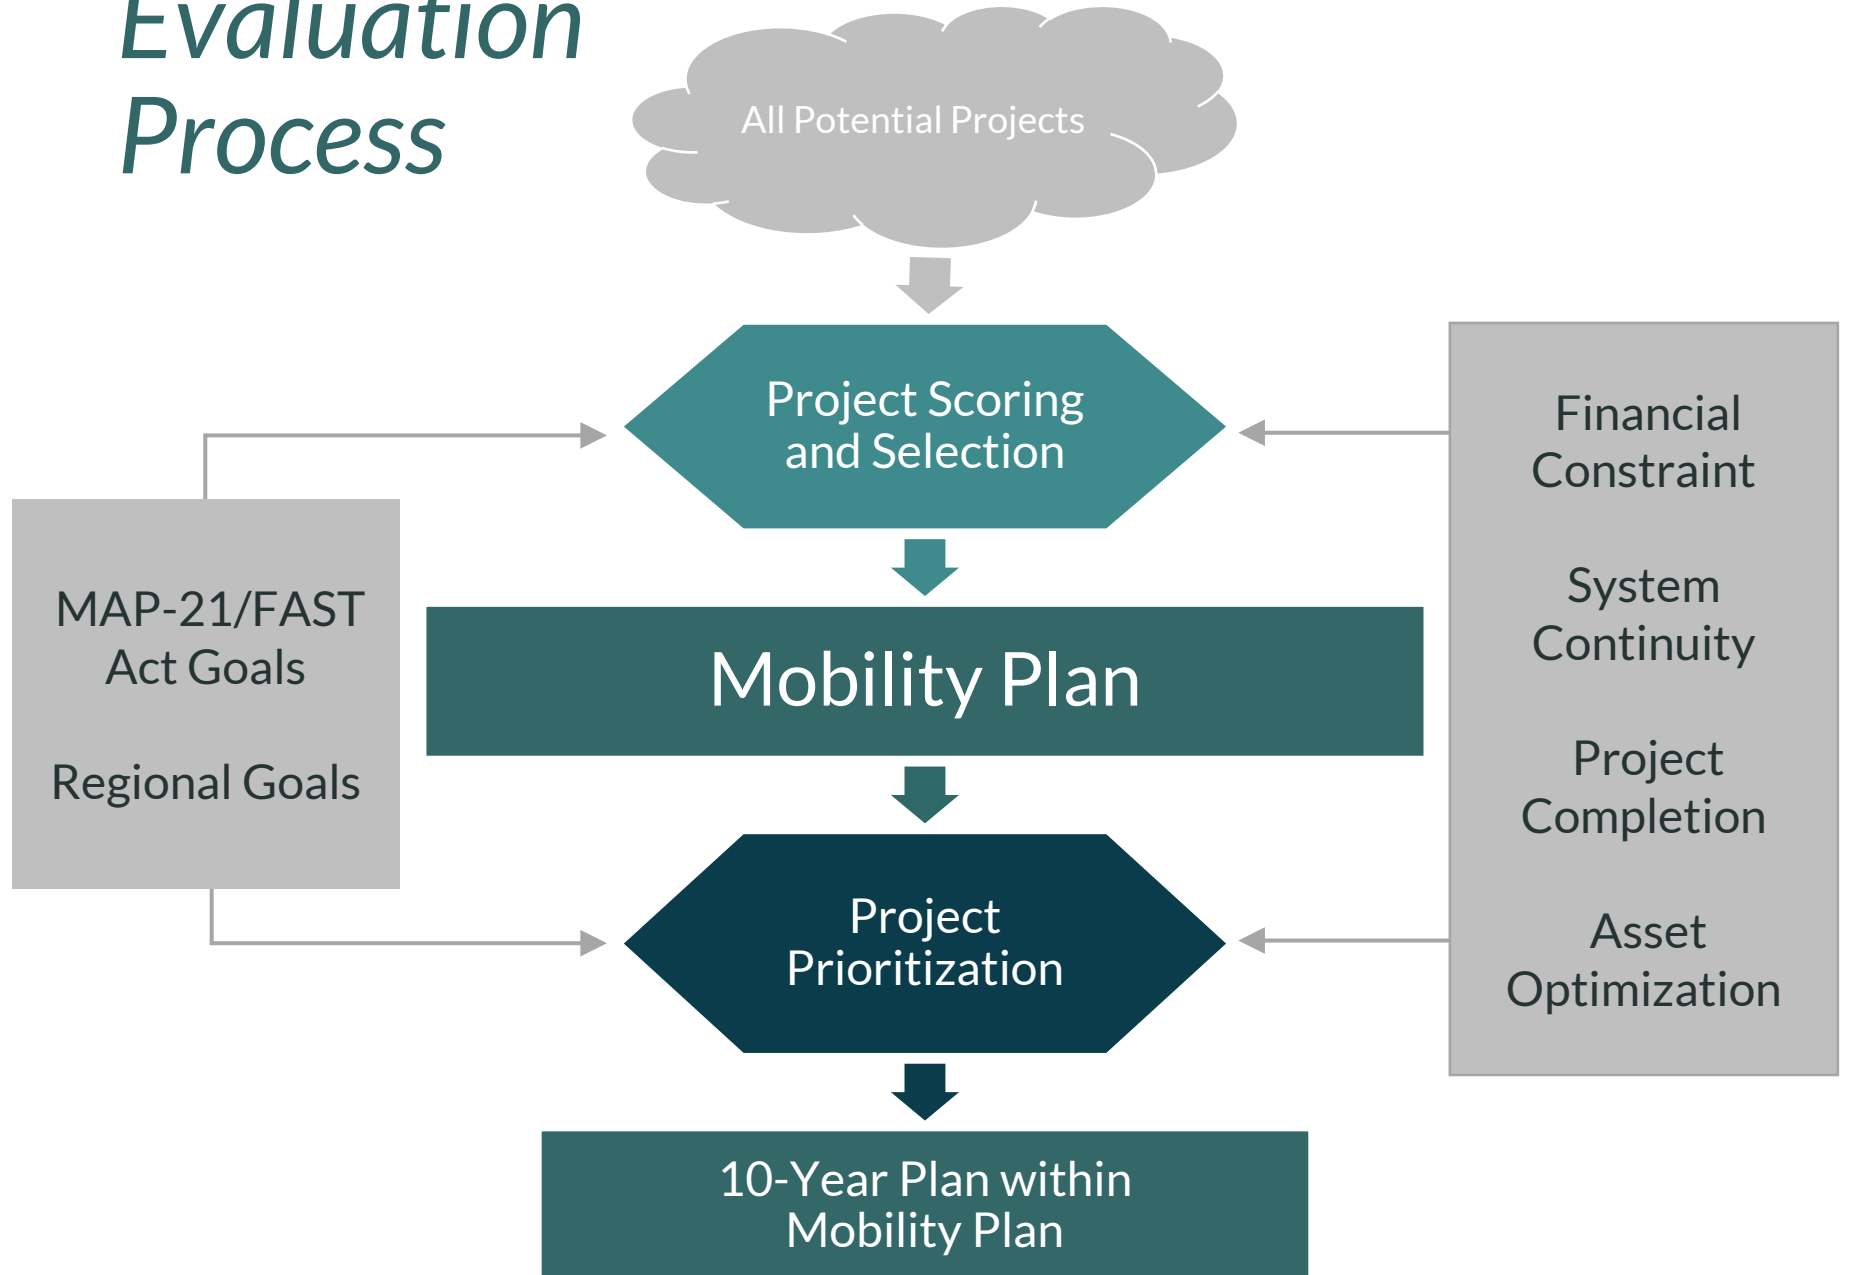 Evaluation
Process
All Potential Projects
Project Scoring
and Selection
Financial
Constraint
System
Continuity
Project
Completion
Asset
Optimization
MAP-21/FAST
Act Goals
Regional Goals
Mobility Plan
Project
Prioritization
10-Year Plan within
Mobility Plan